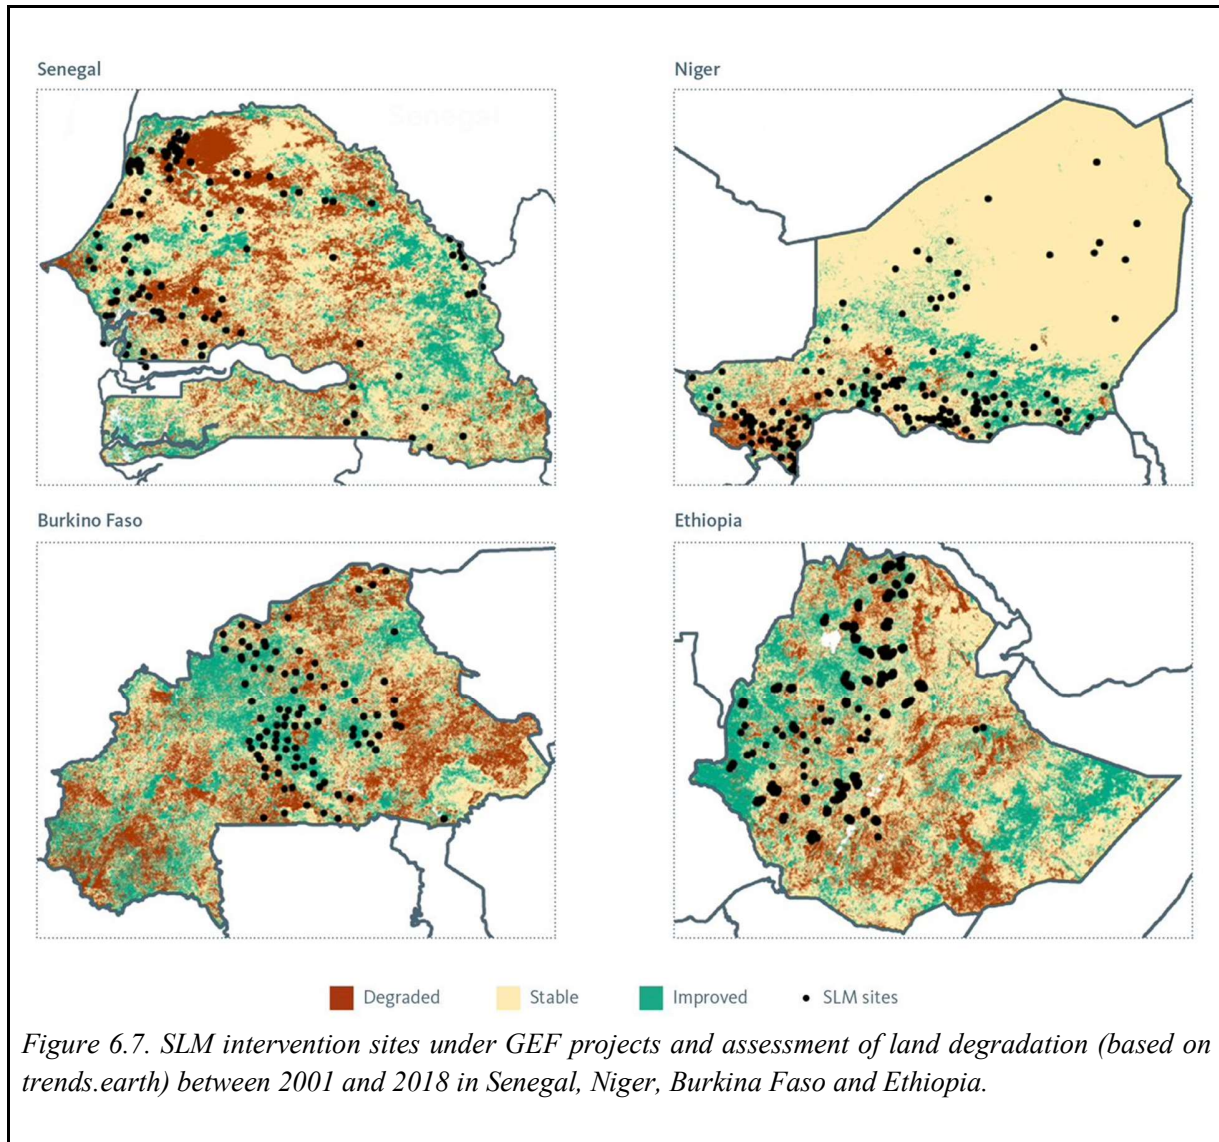 Senegal
Niger
Senegal
Burkino Faso
Ethiopia
Degraded
Stable
Improved
SLM sites
Figure 6.7. SLM intervention sites under GEF projects and assessment of land degradation (based on
trends.earth) between 2001 and 2018 in Senegal, Niger, Burkina Faso and Ethiopia.